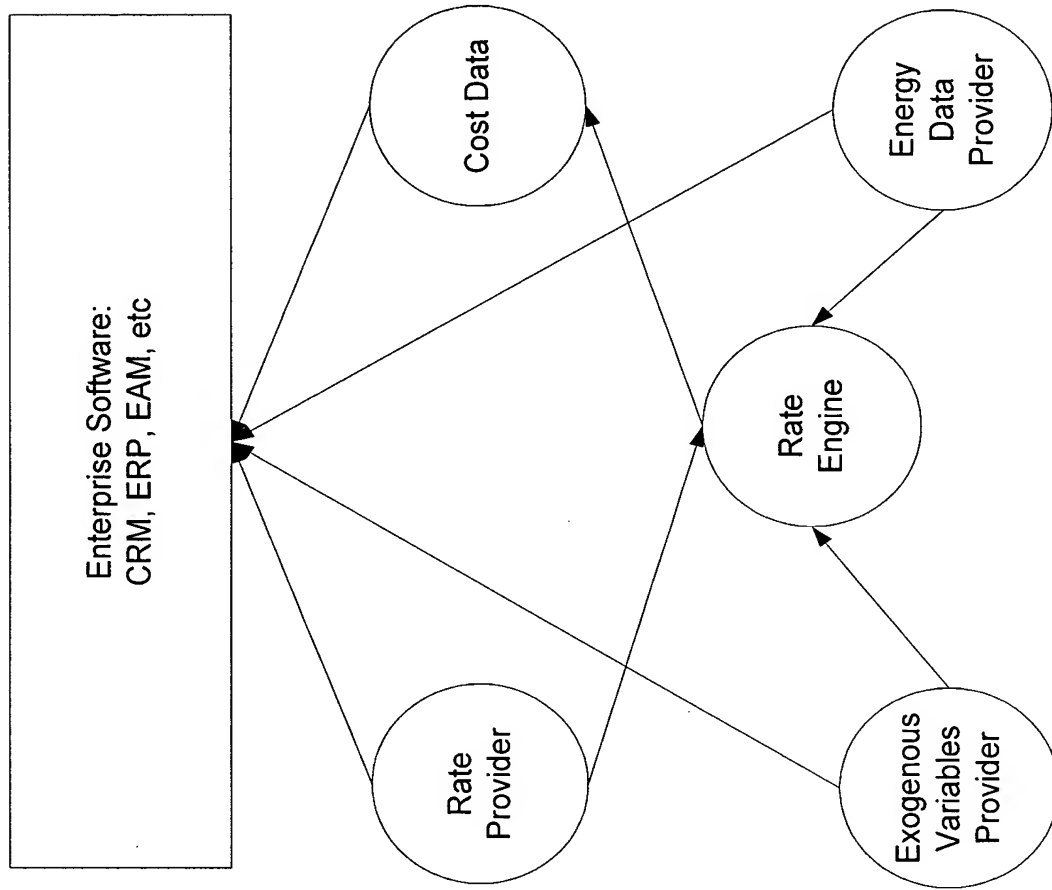 Enterprise Software:
CRM, ERP, EAM, etc
Rate
Provider
Cost Data
Rate
Engine
Exogenous
Variables
Provider
Energy
Data
Provider